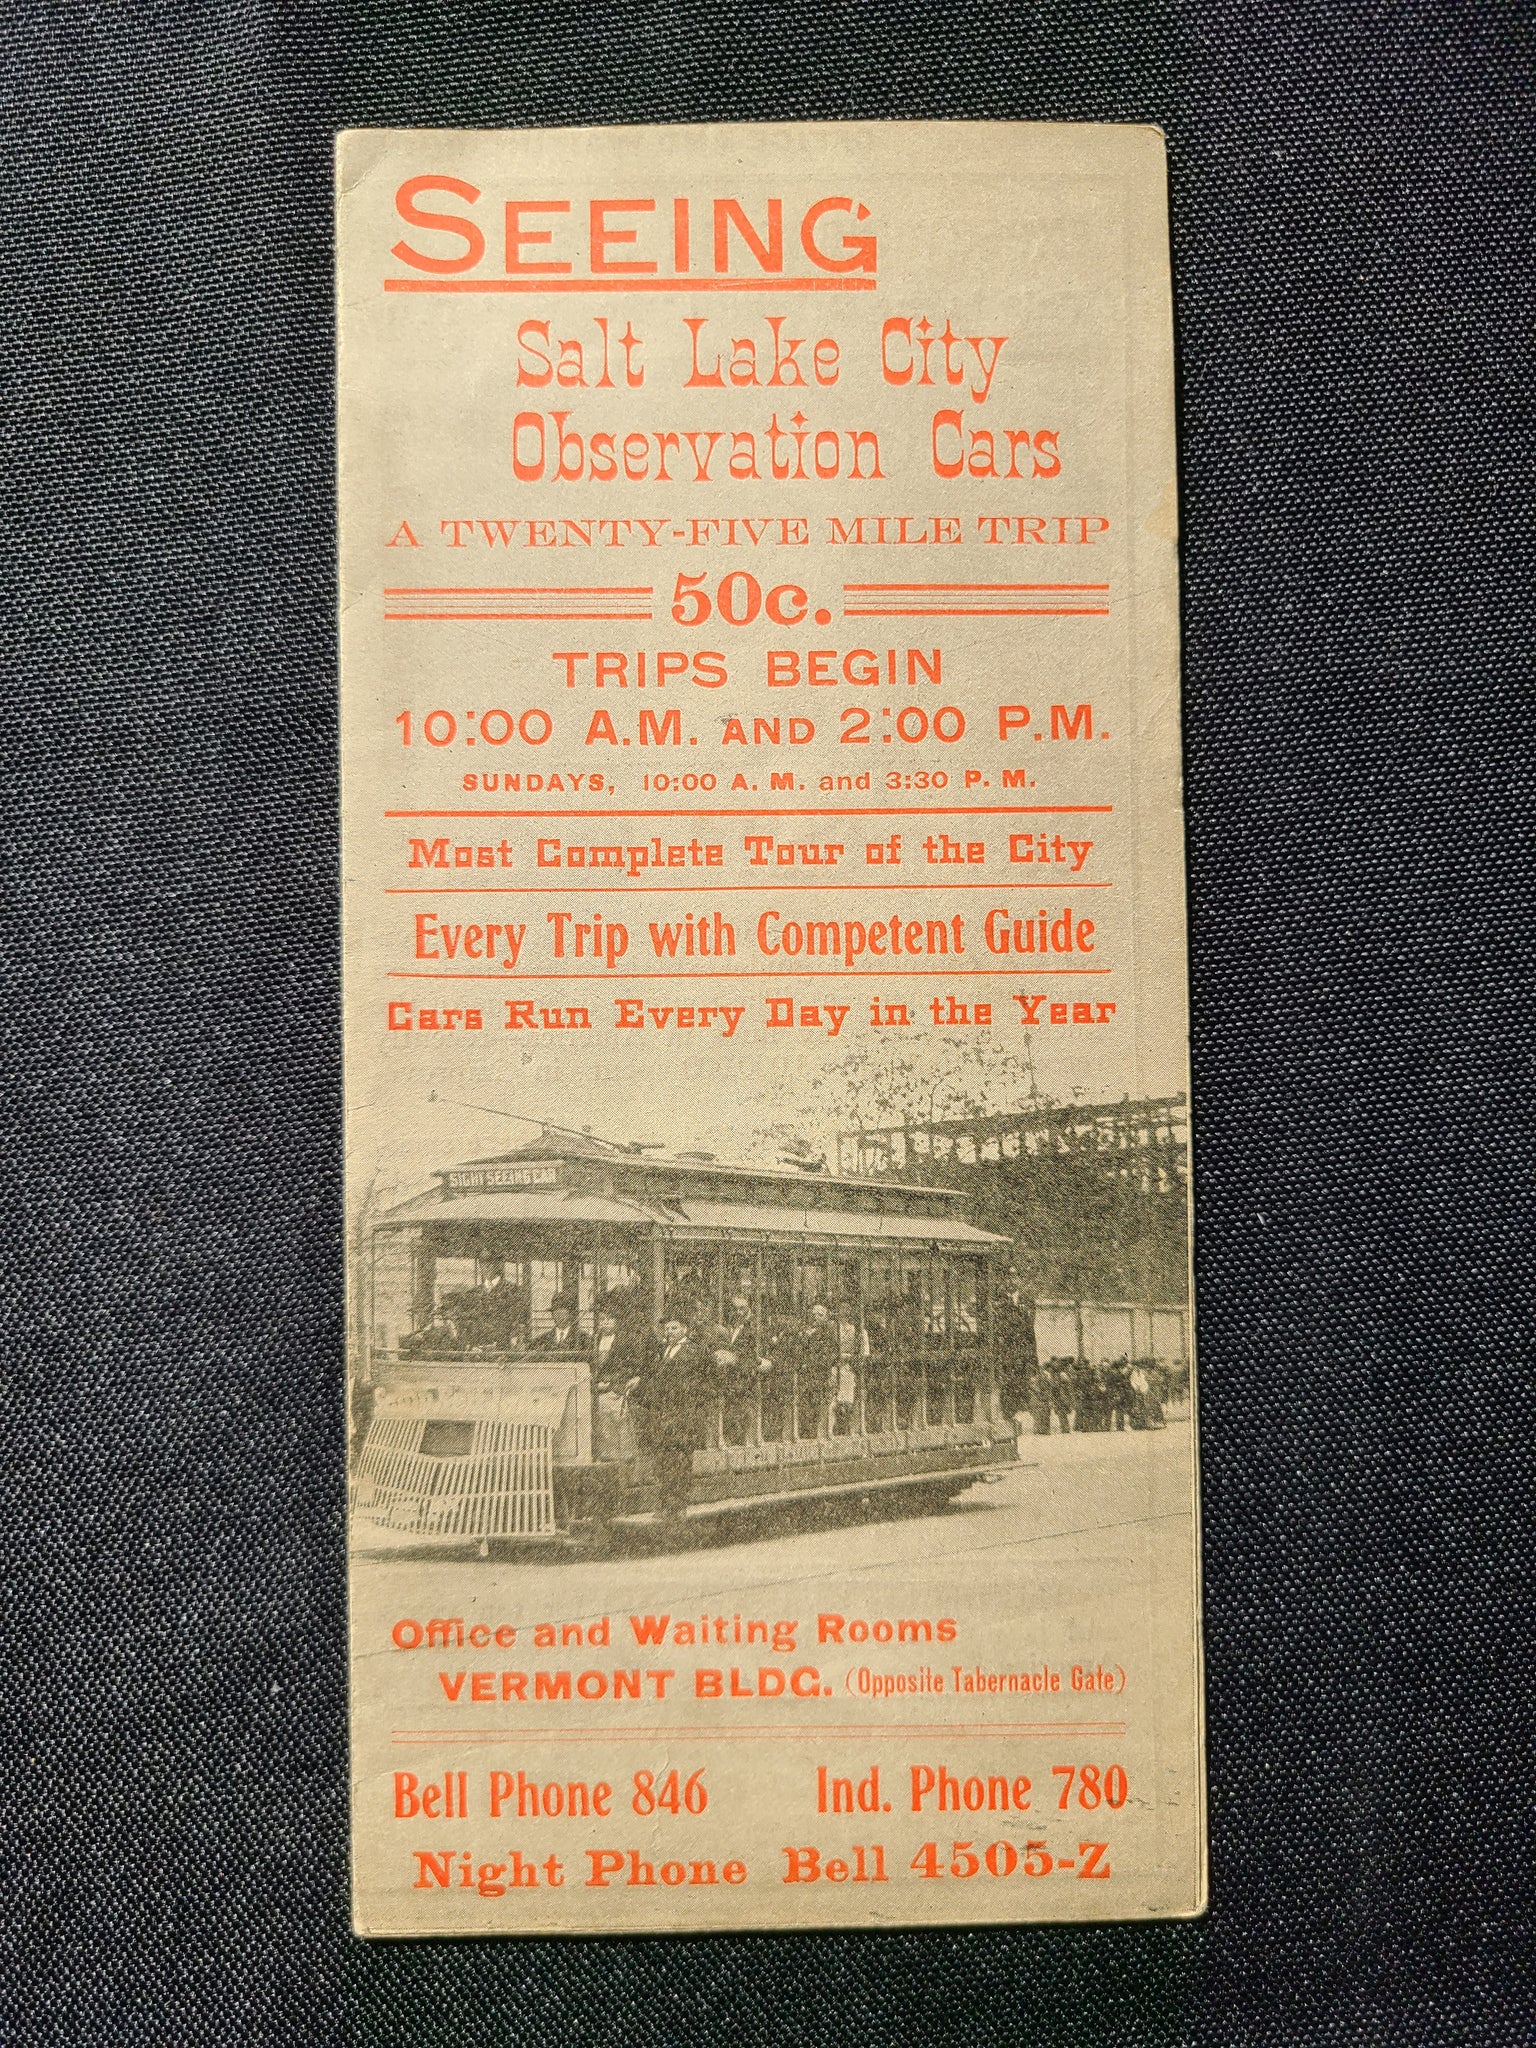 SEEING
Salt Lake City
Observation Cars
A TWENTY-FIVE MILE TRIP
50c.
TRIPS BEGIN
10:00 A.M. AND 2:00 P.M.
SUNDAYS, 10:00 A. M. and 3:30 P. M.
Most Complete Tour of the City
Every Trip with Competent Guide
Cars Run Every Day in the Year
SIGHT SEEING CAR
Office and Waiting Rooms
VERMONT BLDG. (Opposite Tabernacle Gate)
Bell Phone 846 Ind. Phone 780
Night Phone Bell 4505-Z